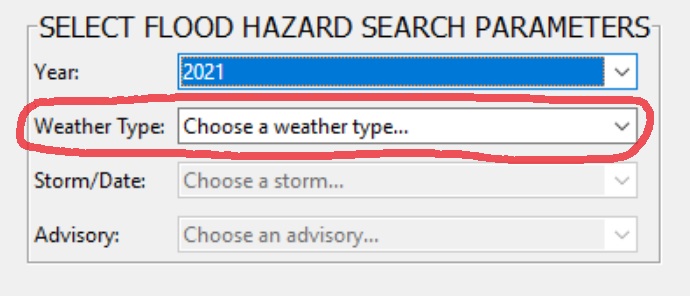 SELECT FLOOD HAZARD SEARCH PARAMETERS
Year: 2021
Weather Type: Choose a weather type...
Storm/Date: Choose a storm...
Advisory: Choose an advisory...